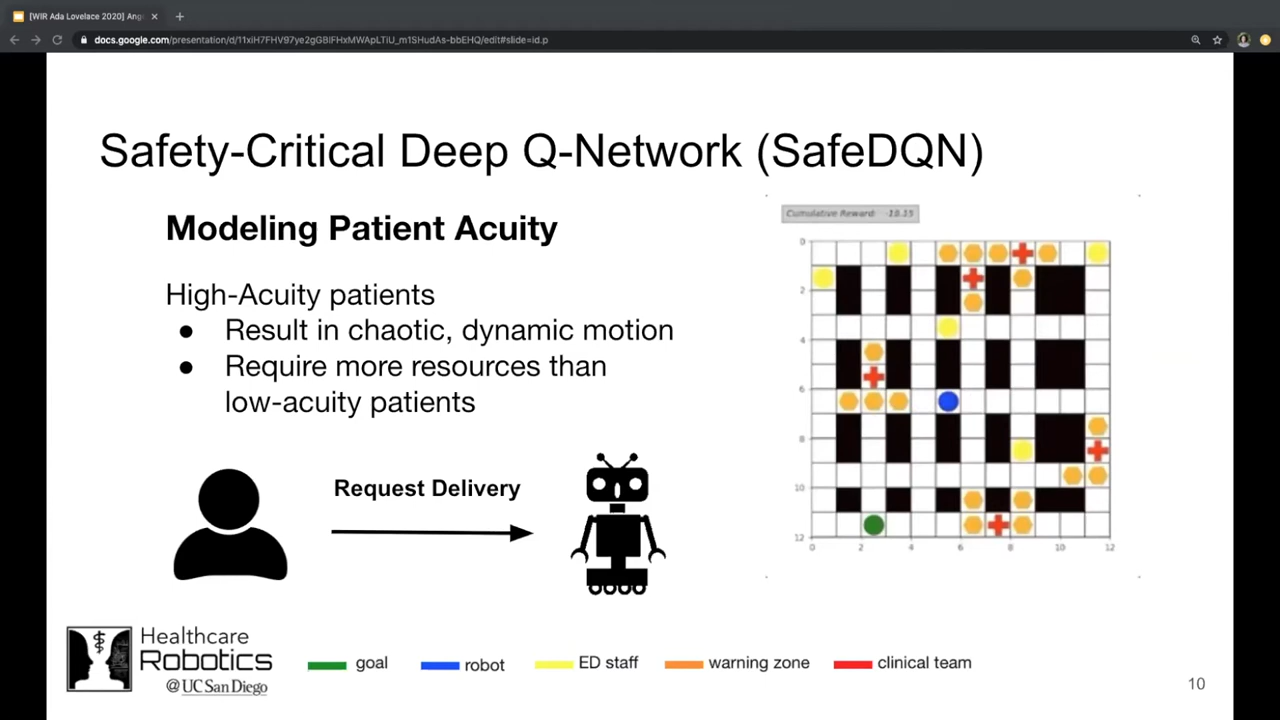 [WIR Ada Lovelace 2020] Ang
docs.google.com/presentation/d/11xiH7FHV97ye2gGBlFHxMWApLTiU_m1SHudAs-bbEHQ/edit#slide=id.p
Safety-Critical Deep Q-Network (SafeDQN)
Modeling Patient Acuity
High-Acuity patients
● Result in chaotic, dynamic motion
● Require more resources than
low-acuity patients
Request Delivery
Cumulative Reward: -18.15
0
2
4
6
8
10
12
0 2 4 6 8 10 12
Healthcare
Robotics
@ UC San Diego
goal robot ED staff warning zone clinical team
10